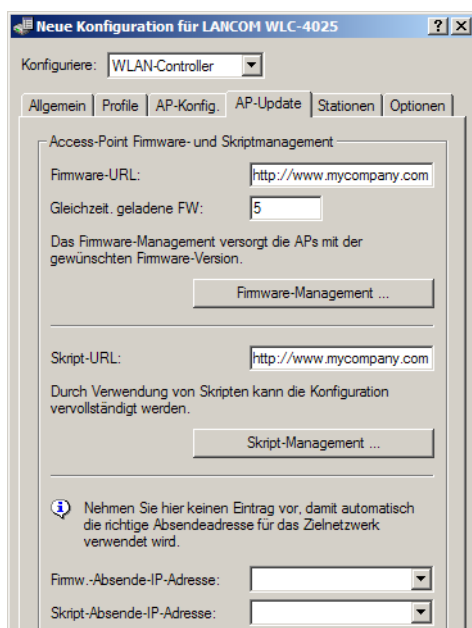 Neue Konfiguration für LANCOM WLC-4025
Konfiguriere: WLAN-Controller
Allgemein Profile AP-Konfig. AP-Update Stationen Optionen
Access-Point Firmware- und Skriptmanagement
Firmware-URL: http://www.mycompany.com
Gleichzeit. geladene FW: 5
Das Firmware-Management versorgt die APs mit der
gewünschten Firmware-Version.
Firmware-Management ...
Skript-URL: http://www.mycompany.com
Durch Verwendung von Skripten kann die Konfiguration
vervollständigt werden.
Skript-Management ...
Nehmen Sie hier keinen Eintrag vor, damit automatisch
die richtige Absendeadresse für das Zielnetzwerk
verwendet wird.
Firmw.-Absende-IP-Adresse:
Skript-Absende-IP-Adresse: